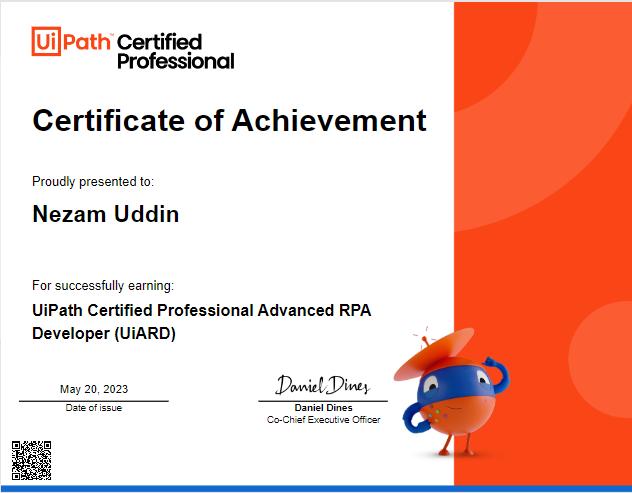 UiPath™ Certified
Professional
Certificate of Achievement
Proudly presented to:
Nezam Uddin
For successfully earning:
UiPath Certified Professional Advanced RPA
Developer (UiARD)
May 20, 2023
Date of issue
Daniel Dines
Daniel Dines
Co-Chief Executive Officer